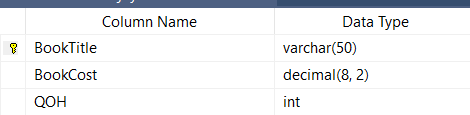 Column Name Data Type
BookTitle varchar(50)
BookCost decimal(8, 2)
QOH int